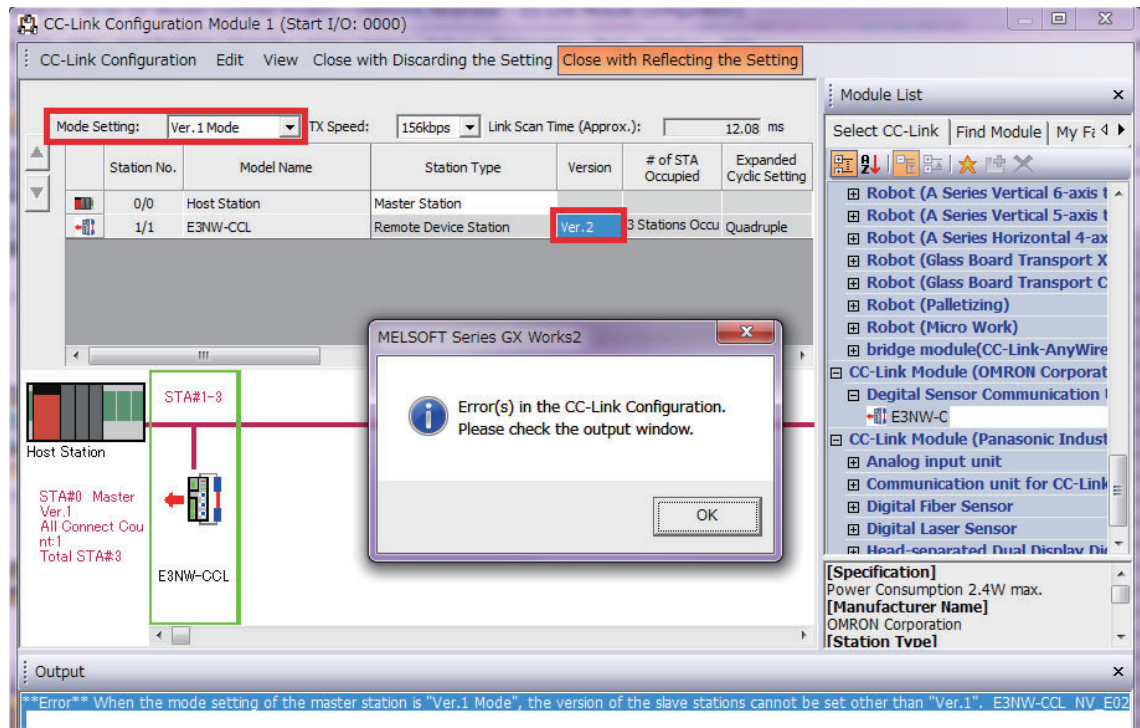 CC-Link Configuration Module 1 (Start I/O: 0000)
CC-Link Configuration Edit View Close with Discarding the Setting Close with Reflecting the Setting
Mode Setting: Ver.1 Mode TX Speed: 156kbps Link Scan Time (Approx.): 12.08 ms
Station No. Model Name Station Type Version # of STA Occupied Expanded Cyclic Setting
0/0 Host Station Master Station
1/1 E3NW-CCL Remote Device Station Ver.2 3 Stations Occu Quadruple
STA#1-3
Host Station
STA#0 Master
Ver.1
All Connect Cou
nt:1
Total STA#3
E3NW-CCL
MELSOFT Series GX Works2
Error(s) in the CC-Link Configuration.
Please check the output window.
OK
Module List
Select CC-Link Find Module My Fa
Robot (A Series Vertical 6-axis t
Robot (A Series Vertical 5-axis t
Robot (A Series Horizontal 4-ax
Robot (Glass Board Transport X
Robot (Glass Board Transport C
Robot (Palletizing)
Robot (Micro Work)
bridge module(CC-Link-AnyWire
CC-Link Module (OMRON Corporat
Degital Sensor Communication
E3NW-C
CC-Link Module (Panasonic Indust
Analog input unit
Communication unit for CC-Link
Digital Fiber Sensor
Digital Laser Sensor
Head-separated Dual Display Dig
[Specification]
Power Consumption 2.4W max.
[Manufacturer Name]
OMRON Corporation
[Station Type]
Output
**Error** When the mode setting of the master station is "Ver.1 Mode", the version of the slave stations cannot be set other than "Ver.1". E3NW-CCL NV_E02